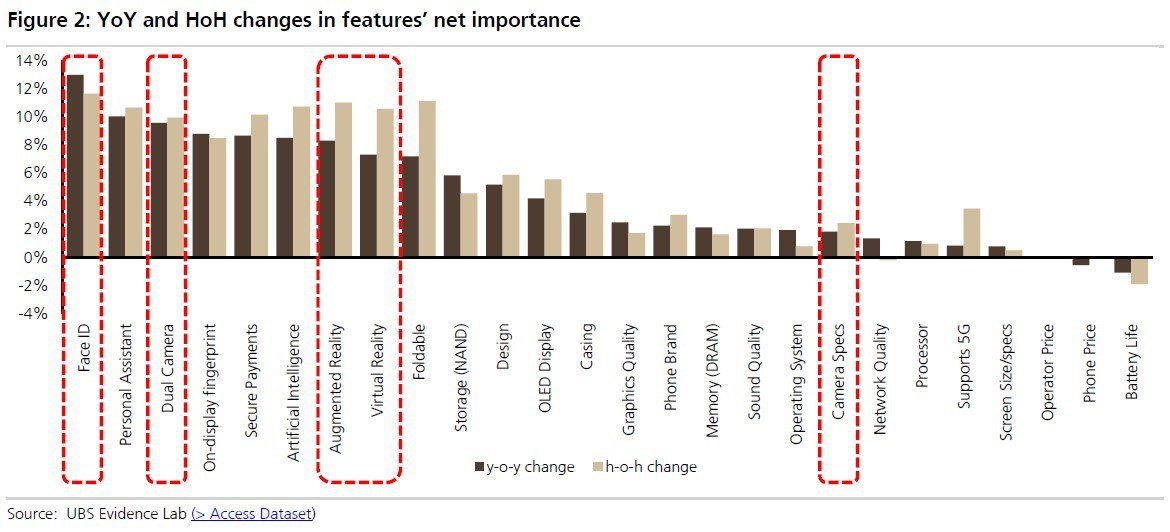 Figure 2: YoY and HoH changes in features’ net importance
14%
12%
10%
8%
6%
4%
2%
0%
-2%
-4%
Face ID
Personal Assistant
Dual Camera
On-display fingerprint
Secure Payments
Artificial Intelligence
Augmented Reality
Virtual Reality
Foldable
Storage (NAND)
Design
OLED Display
Casing
Graphics Quality
Phone Brand
Memory (DRAM)
Sound Quality
Operating System
Camera Specs
Network Quality
Processor
Supports 5G
Screen Size/specs
Operator Price
Phone Price
Battery Life
y-o-y change h-o-h change
Source: UBS Evidence Lab (> Access Dataset)